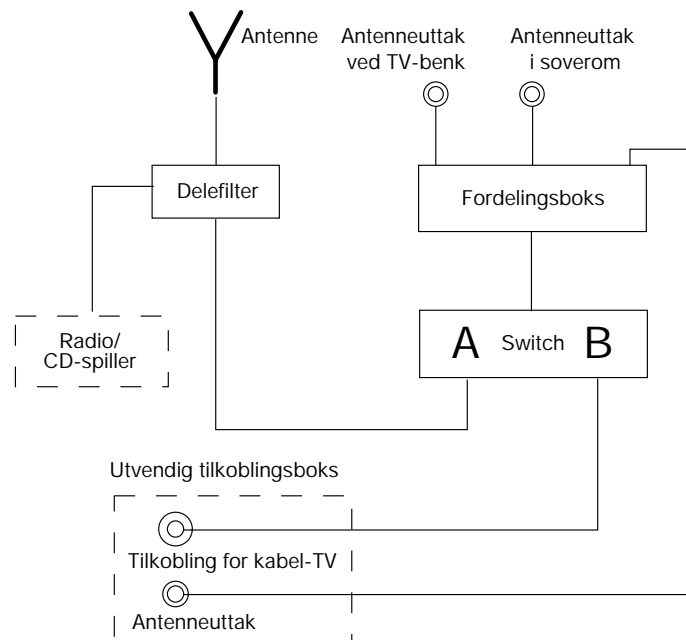 Antenne
Antenneuttak
ved TV-benk
Antenneuttak
i soverom
Delefilter
Fordelingsboks
Radio/
CD-spiller
A Switch B
Utvendig tilkoblingsboks
Tilkobling for kabel-TV
Antenneuttak